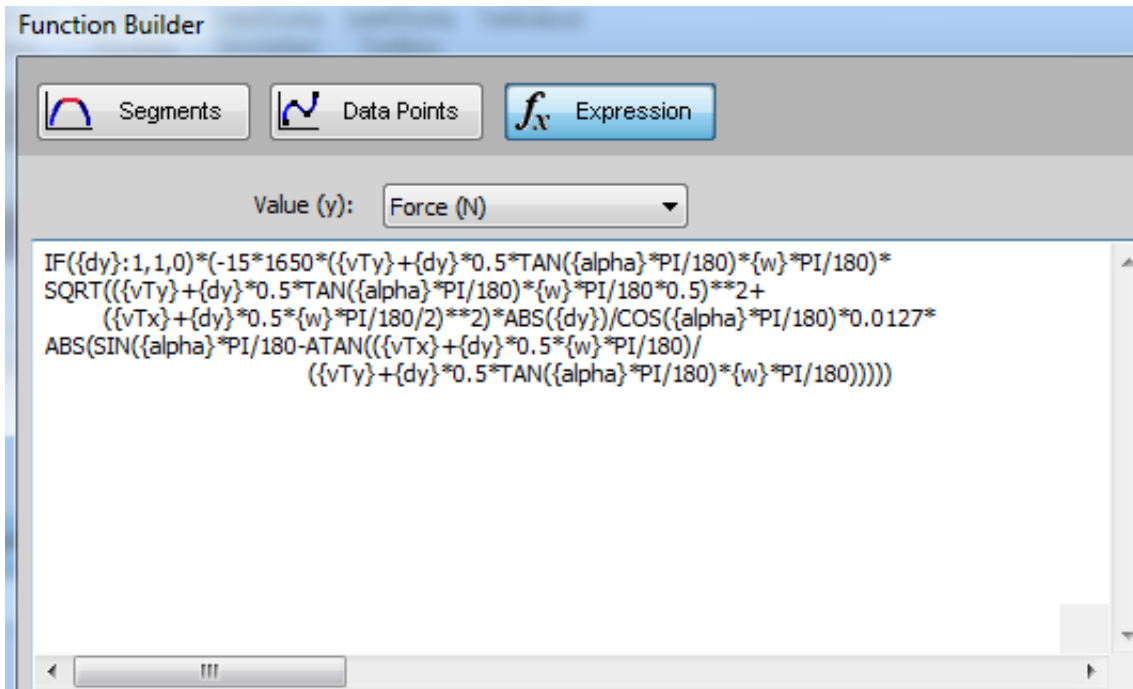 Function Builder
Segments
Data Points
fx Expression
Value (y):
Force (N)
IF({dy}:1,1,0)*(-15*1650*({vTy}+{dy}*0.5*TAN({alpha}*PI/180)*{w}*PI/180)*
SQRT(({vTy}+{dy}*0.5*TAN({alpha}*PI/180)*{w}*PI/180*0.5)**2+
({vTx}+{dy}*0.5*{w}*PI/180/2)**2)*ABS({dy})/COS({alpha}*PI/180)*0.0127*
ABS(SIN({alpha}*PI/180-ATAN(({vTx}+{dy}*0.5*{w}*PI/180)/
({vTy}+{dy}*0.5*TAN({alpha}*PI/180)*{w}*PI/180)))))